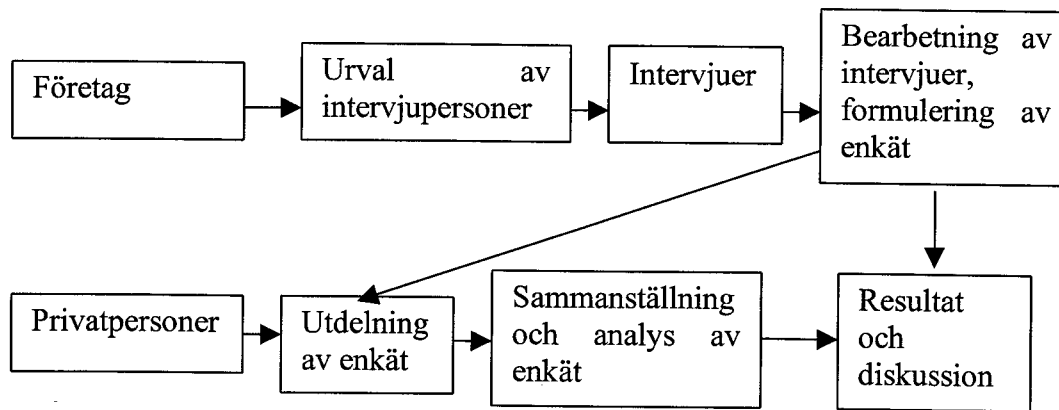 Företag
Urval av
intervjupersoner
Intervjuer
Bearbetning av
intervjuer,
formulering av
enkät
Privatpersoner
Utdelning
av enkät
Sammanställning
och analys av
enkät
Resultat
och
diskussion